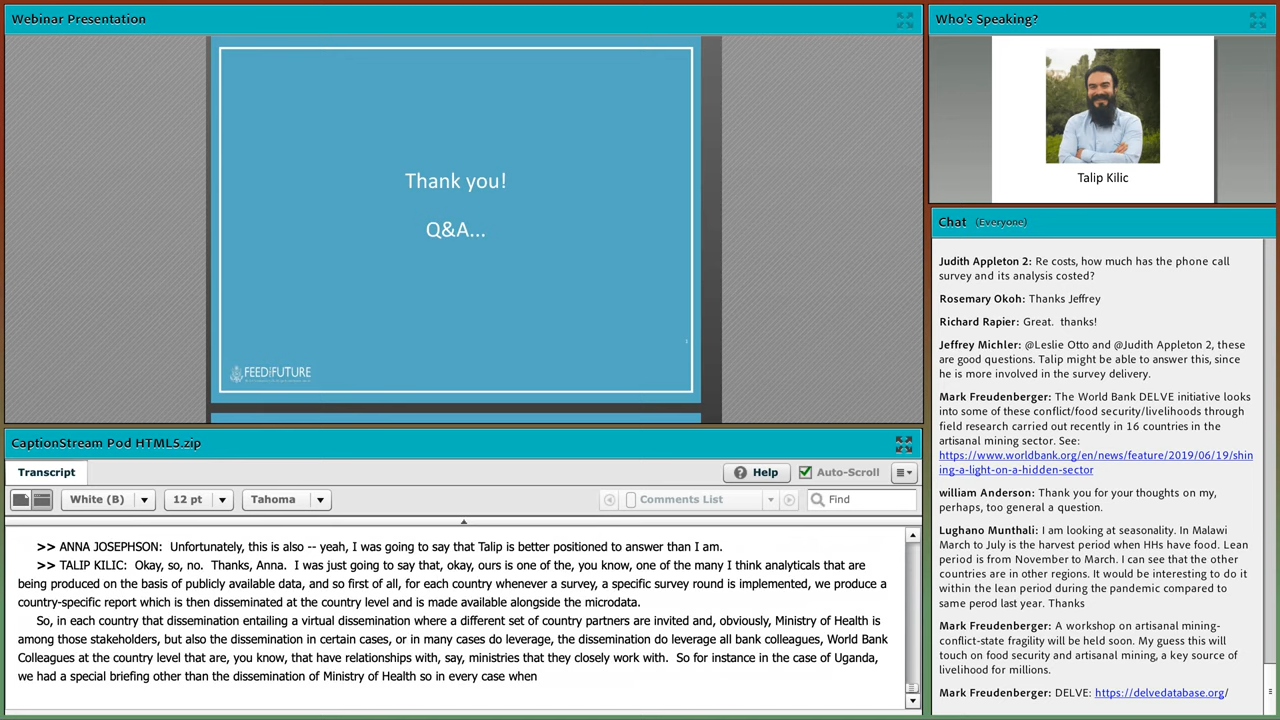 Webinar Presentation
Thank you!
Q&A...
FEED THE FUTURE
Who's Speaking?
Talip Kilic
Chat (Everyone)
Judith Appleton 2: Re costs, how much has the phone call
survey and its analysis costed?
Rosemary Okoh: Thanks Jeffrey
Richard Rapier: Great. thanks!
Jeffrey Michler: @Leslie Otto and @Judith Appleton 2, these
are good questions. Talip might be able to answer this, since
he is more involved in the survey delivery.
Mark Freudenberger: The World Bank DELVE initiative looks
into some of these conflict/food security/livelihoods through
field research carried out recently in 16 countries in the
artisanal mining sector. See:
https://www.worldbank.org/en/news/feature/2019/06/19/shin
ing-a-light-on-a-hidden-sector
william Anderson: Thank you for your thoughts on my,
perhaps, too general a question.
Lughano Munthali: I am looking at seasonality. In Malawi
March to July is the harvest period when HHs have food. Lean
period is from November to March. I can see that the other
countries are in other regions. It would be interesting to do it
within the lean period during the pandemic compared to
same perod last year. Thanks
Mark Freudenberger: A workshop on artisanal mining-
conflict-state fragility will be held soon. My guess this will
touch on food security and artisanal mining, a key source of
livelihood for millions.
Mark Freudenberger: DELVE: https://delvedatabase.org/
CaptionStream Pod HTML5.zip
Transcript
Help
Auto-Scroll
White (B)
12 pt
Tahoma
Comments List
Find
>> ANNA JOSEPHSON: Unfortunately, this is also -- yeah, I was going to say that Talip is better positioned to answer than I am.
>> TALIP KILIC: Okay, so, no. Thanks, Anna. I was just going to say that, okay, ours is one of the, you know, one of the many I think analyticals that are
being produced on the basis of publicly available data, and so first of all, for each country whenever a survey, a specific survey round is implemented, we produce a
country-specific report which is then disseminated at the country level and is made available alongside the microdata.
So, in each country that dissemination entailing a virtual dissemination where a different set of country partners are invited and, obviously, Ministry of Health is
among those stakeholders, but also the dissemination in certain cases, or in many cases do leverage, the dissemination do leverage all bank colleagues, World Bank
Colleagues at the country level that are, you know, that have relationships with, say, ministries that they closely work with. So for instance in the case of Uganda,
we had a special briefing other than the dissemination of Ministry of Health so in every case when